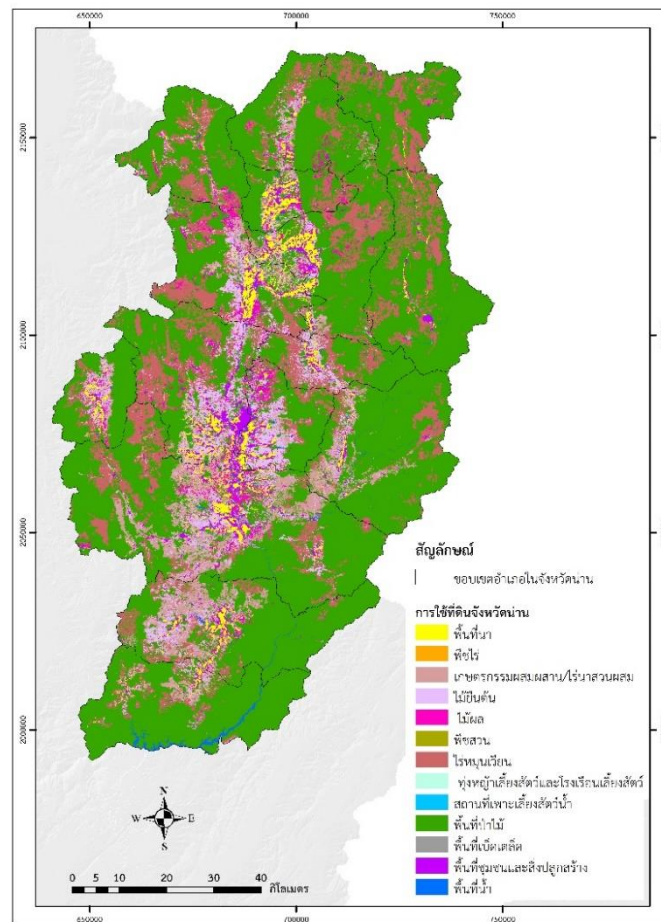 650000 700000 750000
2150000
2100000
2050000
2000000
สัญลักษณ์
ขอบเขตอำเภอในจังหวัดน่าน
การใช้ที่ดินจังหวัดน่าน
พื้นที่นา
พืชไร่
เกษตรกรรมผสมผสาน/ไร่นาสวนผสม
ไม้ยืนต้น
ไม้ผล
พืชสวน
ไร่หมุนเวียน
ทุ่งหญ้าเลี้ยงสัตว์และโรงเรือนเลี้ยงสัตว์
สถานที่เพาะเลี้ยงสัตว์น้ำ
พื้นที่ป่าไม้
พื้นที่เบ็ดเตล็ด
พื้นที่ชุมชนและสิ่งปลูกสร้าง
พื้นที่น้ำ
N
W E
S
0 5 10 20 30 40
กิโลเมตร
650000 700000 750000